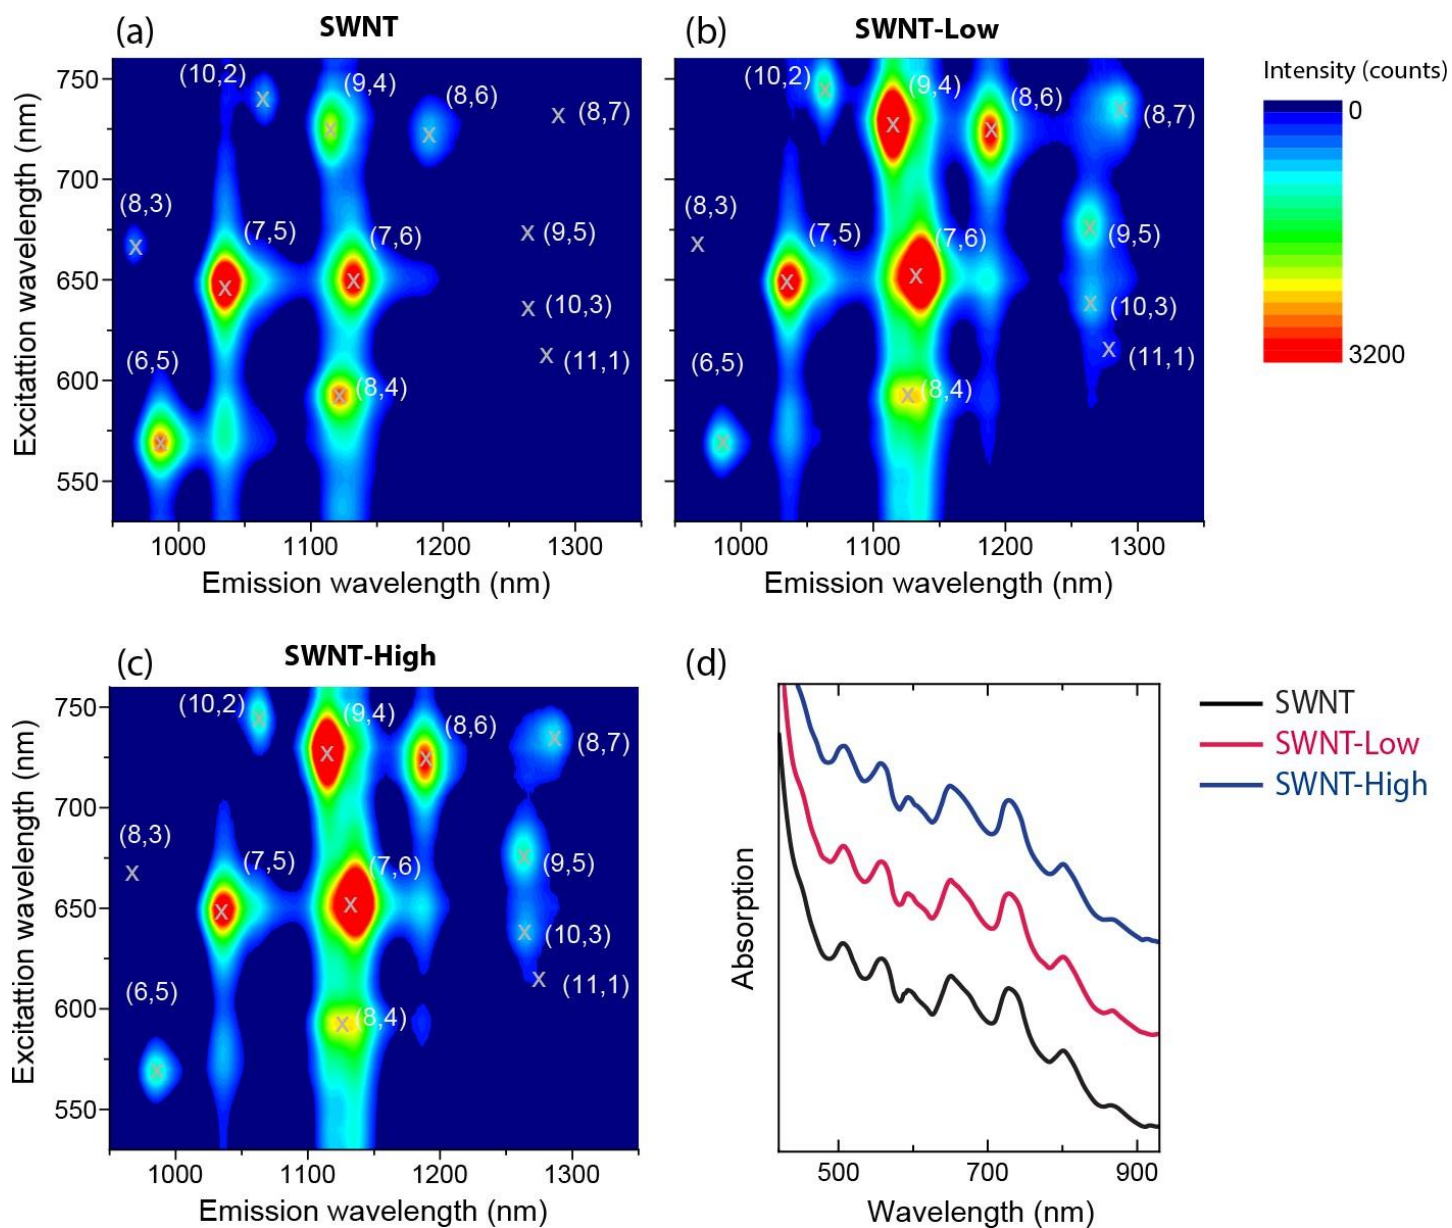 (a)
SWNT
(10,2)
(9,4)
(8,6)
(8,7)
(8,3)
(7,5)
(7,6)
(9,5)
(10,3)
(11,1)
(6,5)
(8,4)
750
700
650
600
550
Excitattion wavelength (nm)
1000 1100 1200 1300
Emission wavelength (nm)
(b)
SWNT-Low
(10,2)
(9,4)
(8,6)
(8,7)
(8,3)
(7,5)
(7,6)
(9,5)
(10,3)
(11,1)
(6,5)
(8,4)
1000 1100 1200 1300
Emission wavelength (nm)
Intensity (counts)
0
3200
(c)
SWNT-High
(10,2)
(9,4)
(8,6)
(8,7)
(8,3)
(7,5)
(7,6)
(9,5)
(10,3)
(11,1)
(6,5)
(8,4)
750
700
650
600
550
Excitattion wavelength (nm)
1000 1100 1200 1300
Emission wavelength (nm)
(d)
Absorption
500 700 900
Wavelength (nm)
SWNT
SWNT-Low
SWNT-High